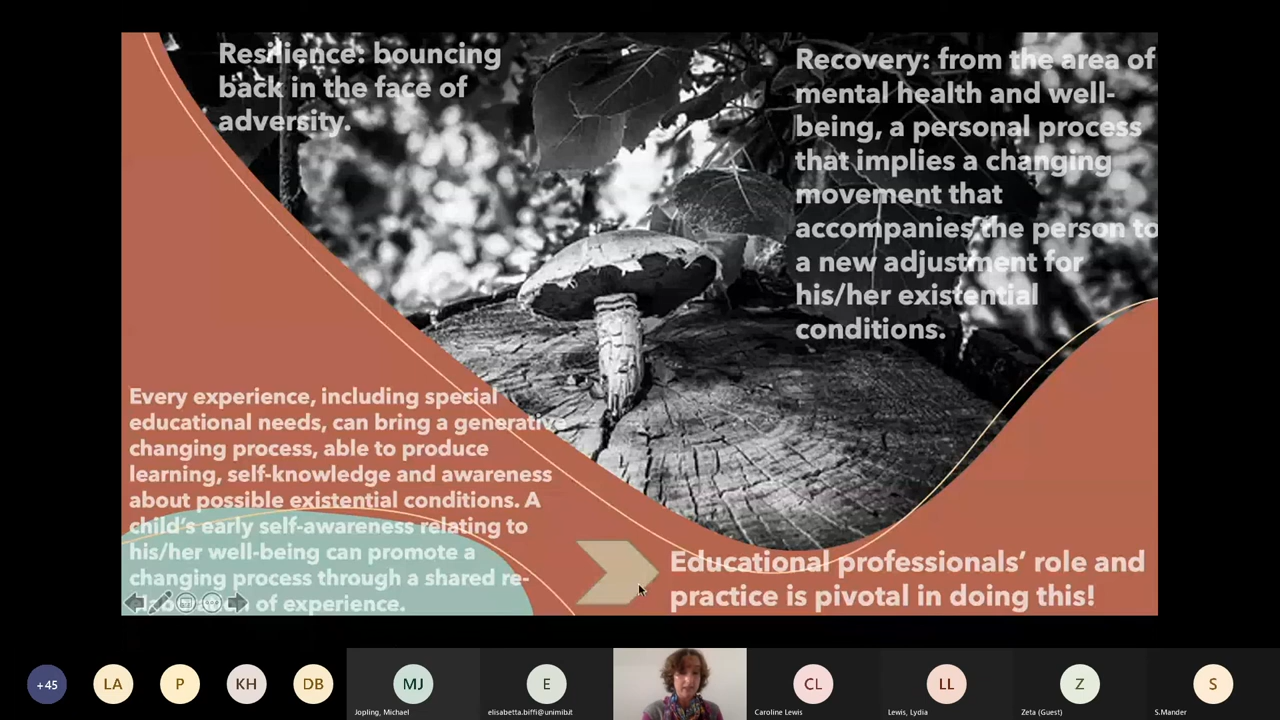 Resilience: bouncing
back in the face of
adversity.
Recovery: from the area of
mental health and well-
being, a personal process
that implies a changing
movement that
accompanies the person to
a new adjustment for
his/her existential
conditions.
Every experience, including special
educational needs, can bring a generative
changing process, able to produce
learning, self-knowledge and awareness
about possible existential conditions. A
child's early self-awareness relating to
his/her well-being can promote a
changing process through a shared re-
of experience.
Educational professionals' role and
practice is pivotal in doing this!
+45
LA
P
KH
DB
MJ
Jopling, Michael
E
elisabetta.biffi@unimib.it
CL
Caroline Lewis
LL
Lewis, Lydia
Z
Zeta (Guest)
S
S.Mander